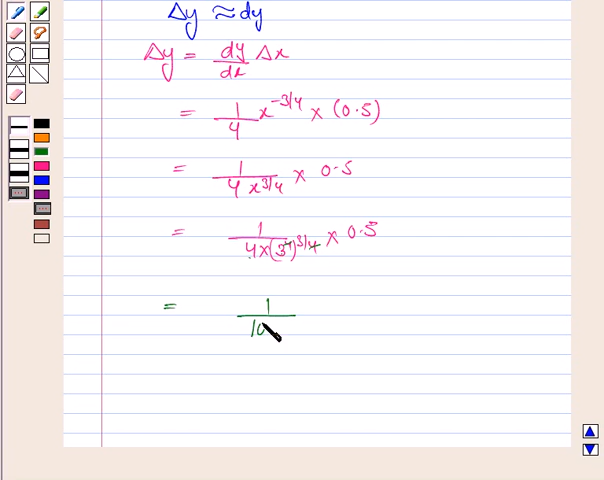 Δy ≈ dy
Δy = dy/dx Δx
= 1/4 x^-3/4 × (0.5)
= 1/(4 x^3/4) × 0.5
= 1/(4×(3^4)^3/4) × 0.5
= 1/10